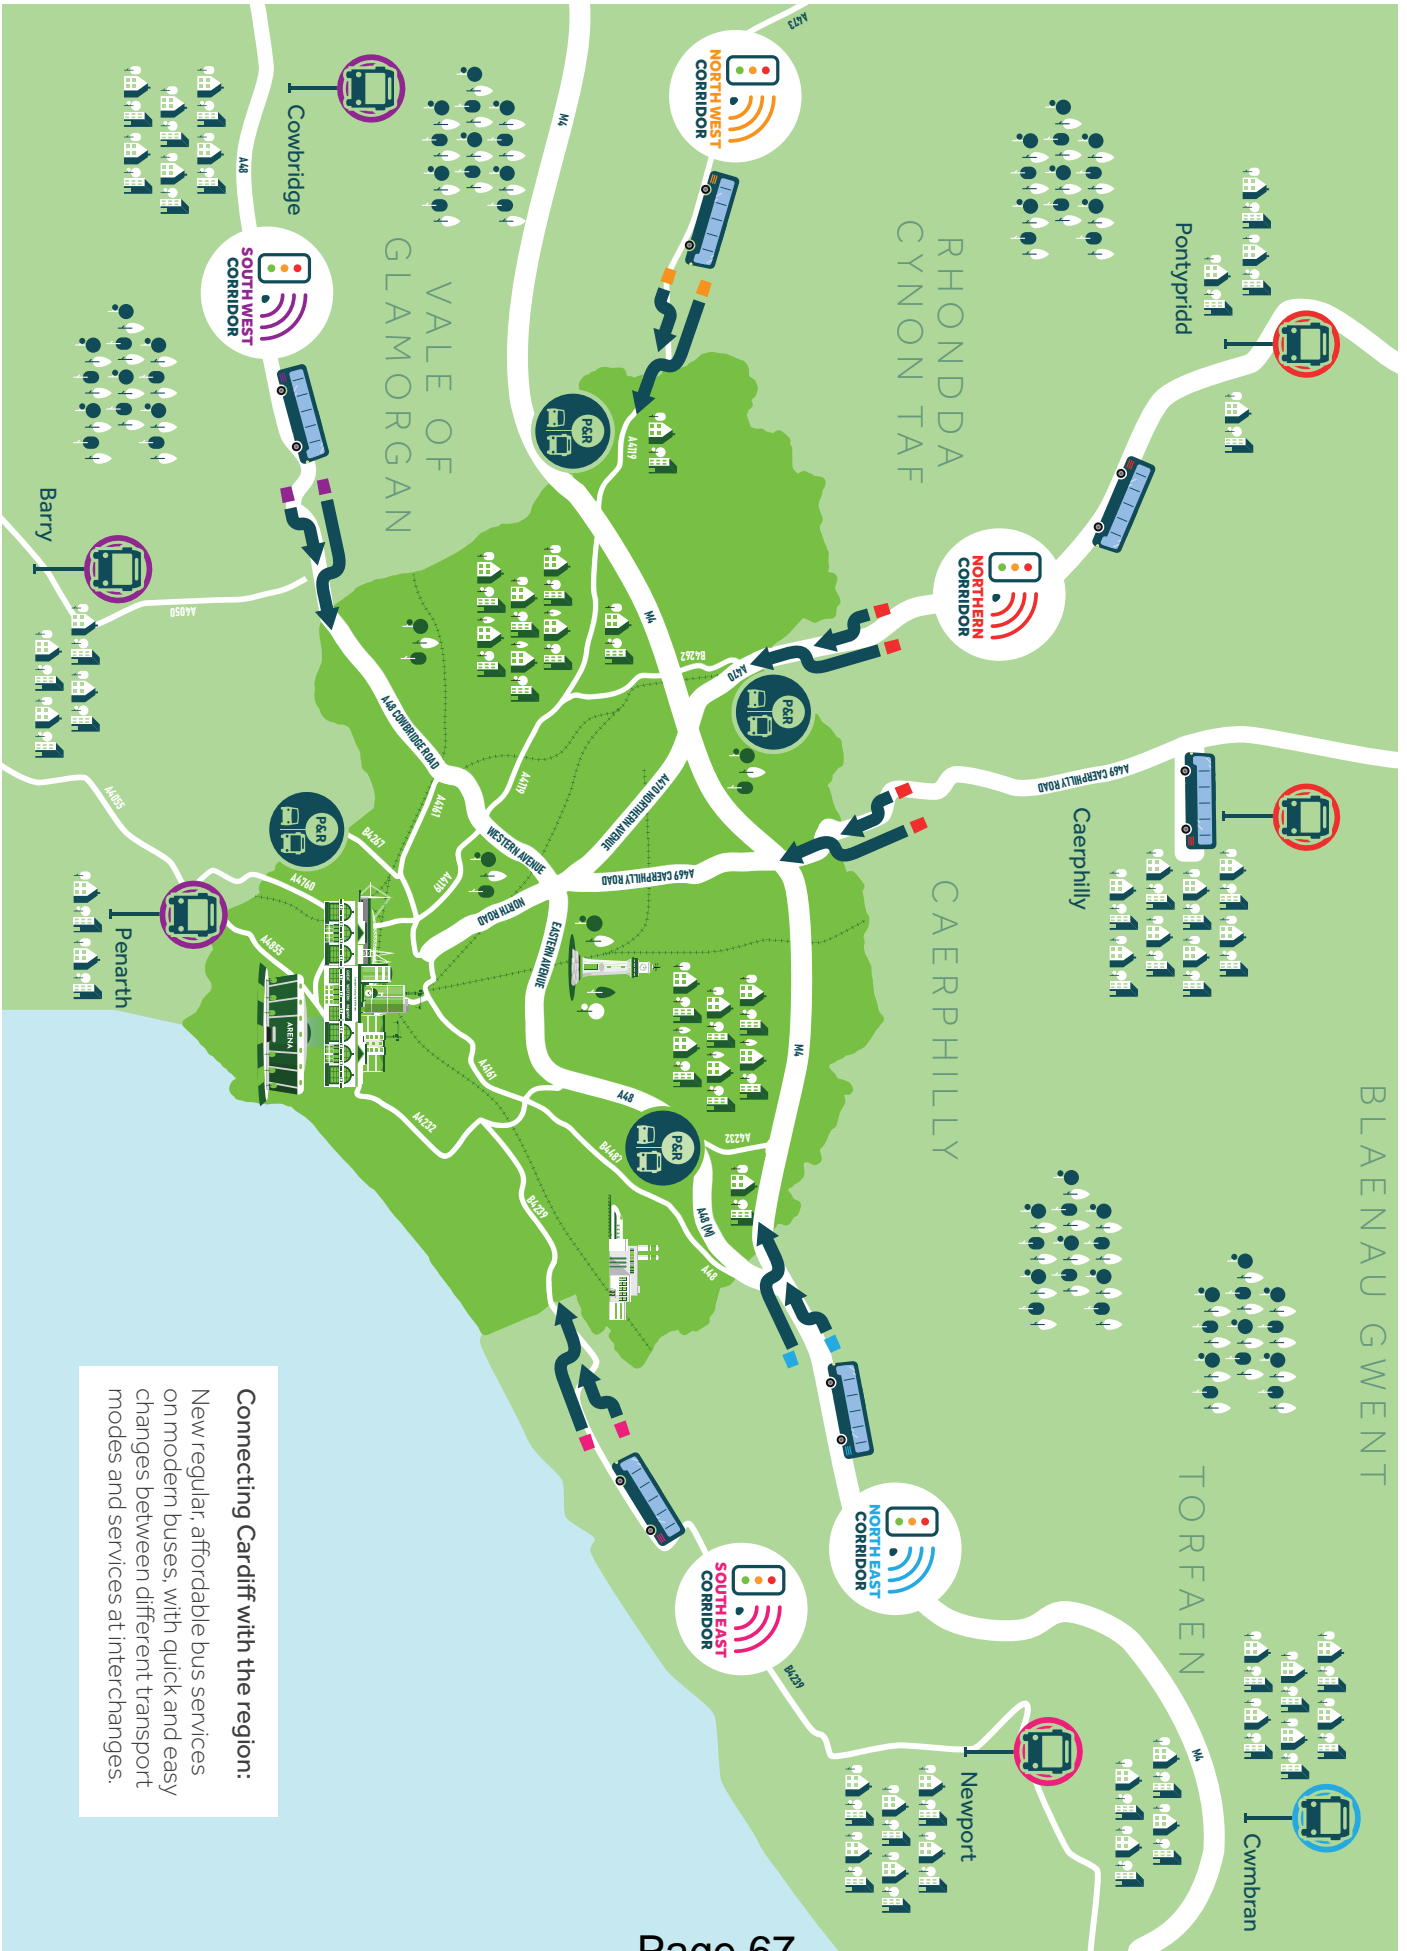 A473
M4
NORTH WEST
CORRIDOR
Cowbridge
A48
SOUTH WEST
CORRIDOR
VALE OF
GLAMORGAN
RHONDDA
CYNON TAF
Pontypridd
NORTHERN
CORRIDOR
P&R
A4119
Barry
A4050
M4
B4262
A470
P&R
A48 COWBRIDGE ROAD
A4119
A4161
A470 NORTHERN AVENUE
A469 CAERPHILLY ROAD
Caerphilly
CAERPHILLY
A4055
P&R
B4267
A4119
WESTERN AVENUE
A469 CAERPHILLY ROAD
NORTH ROAD
EASTERN AVENUE
A4760
A4855
Penarth
ARENA
M4
A4161
A48
A4232
A4232
P&R
B4487
B4239
A48 (M)
A48
BLAENAU GWENT
TORFAEN
NORTH EAST
CORRIDOR
SOUTH EAST
CORRIDOR
B4239
M4
Newport
Cwmbran
Connecting Cardiff with the region:
New regular, affordable bus services
on modern buses, with quick and easy
changes between different transport
modes and services at interchanges.
Page 67